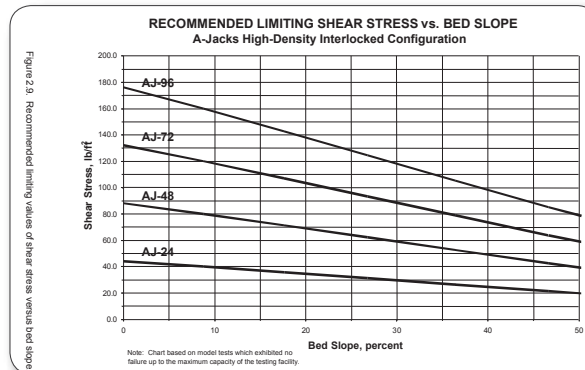 RECOMMENDED LIMITING SHEAR STRESS vs. BED SLOPE
A-Jacks High-Density Interlocked Configuration
Figure 2.9. Recommended limiting values of shear stress versus bed slope
Shear Stress, lb/ft²
200.0
180.0
160.0
140.0
120.0
100.0
80.0
60.0
40.0
20.0
0.0
AJ-96
AJ-72
AJ-48
AJ-24
0 10 20 30 40 50
Bed Slope, percent
Note: Chart based on model tests which exhibited no
failure up to the maximum capacity of the testing facility.